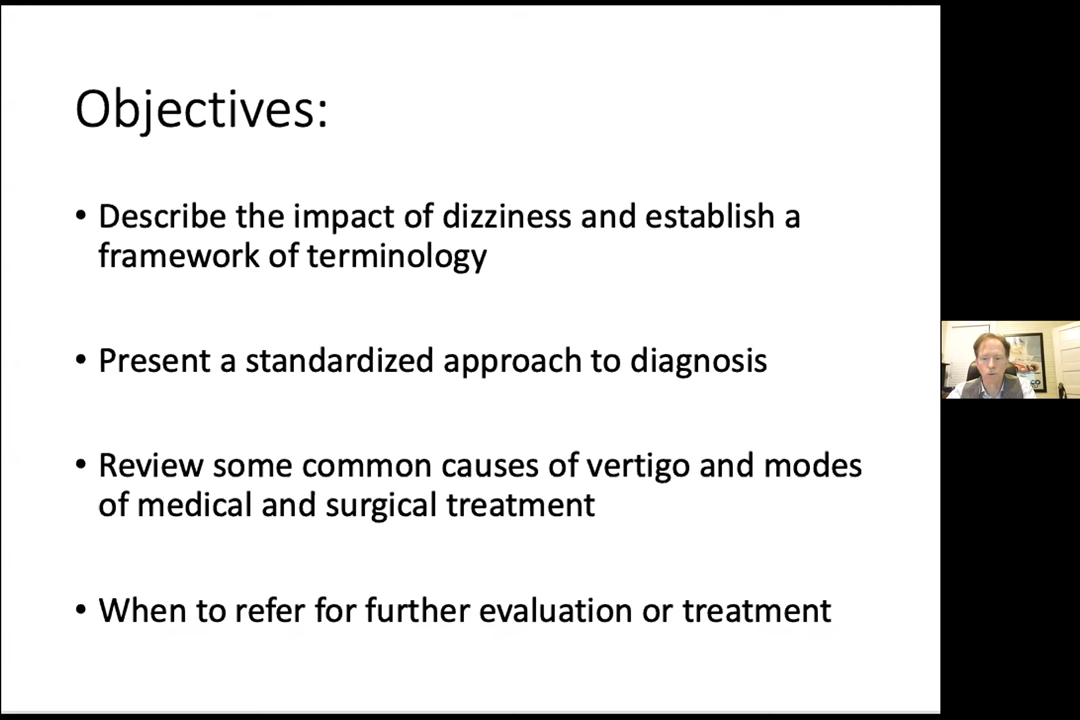 Objectives:
• Describe the impact of dizziness and establish a
framework of terminology
• Present a standardized approach to diagnosis
• Review some common causes of vertigo and modes
of medical and surgical treatment
• When to refer for further evaluation or treatment